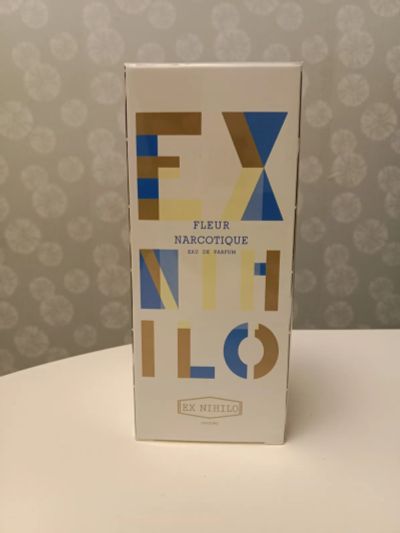 EX
FLEUR
NARCOTIQUE
EAU DE PARFUM
NIH
ILO
EX NIHILO